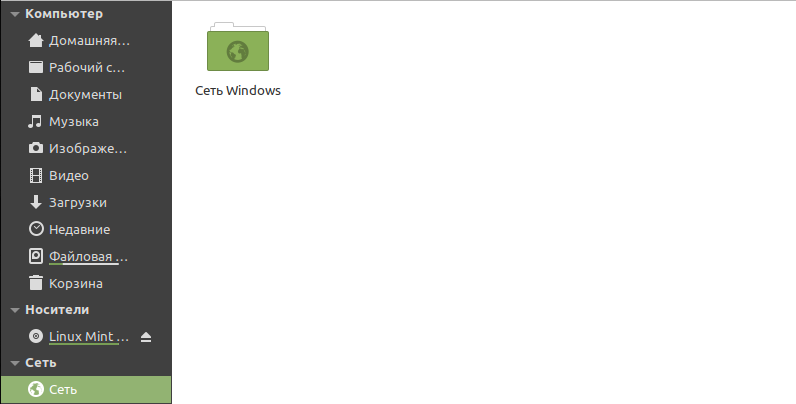 Компьютер
Домашняя...
Рабочий с...
Документы
Музыка
Изображе...
Видео
Загрузки
Недавние
Файловая ...
Корзина
Носители
Linux Mint ...
Сеть
Сеть
Сеть Windows